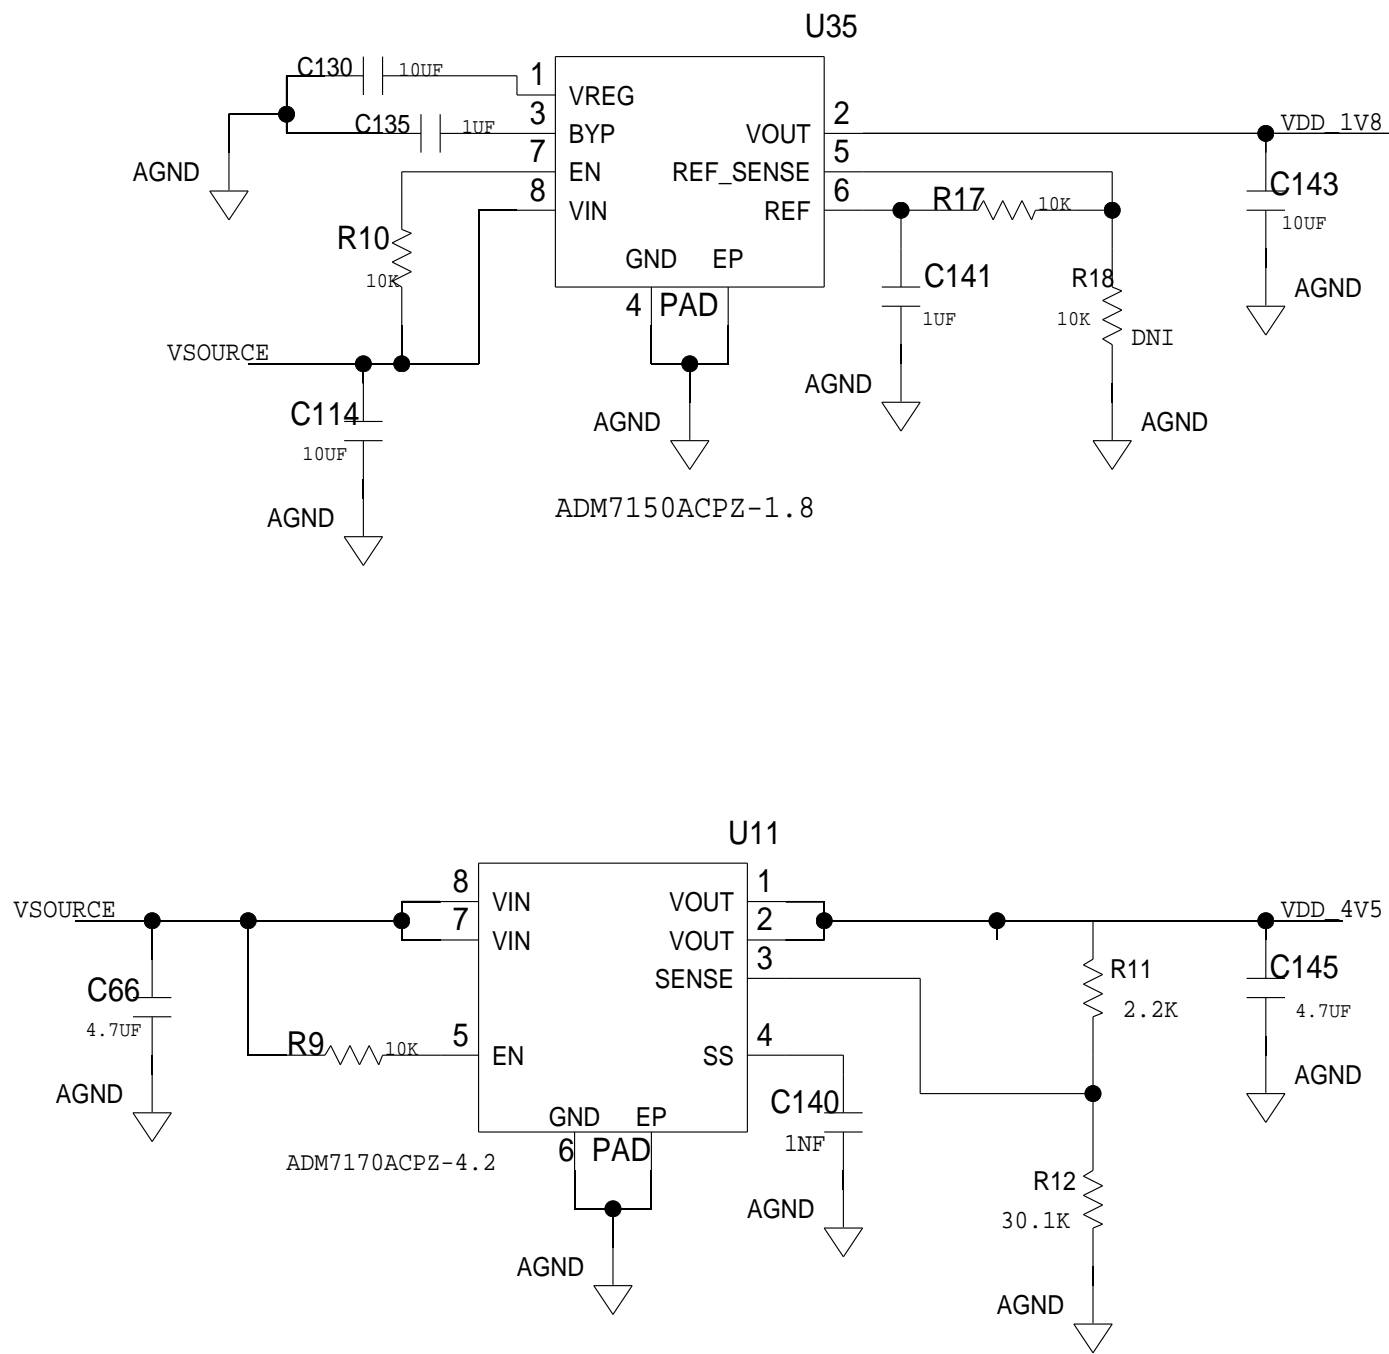 U35
C130 10UF 1
VREG
3
C135 1UF BYP VOUT 2 VDD_1V8
7 5
AGND EN REF_SENSE C143
8 6
VIN REF R17 10K 10UF
R10
GND EP
10K C141 R18 AGND
4 PAD 1UF 10K
DNI
VSOURCE
AGND
C114 AGND AGND
10UF
ADM7150ACPZ-1.8
AGND
U11
8 1
VSOURCE VIN VOUT VDD_4V5
7 2
VIN VOUT
3
SENSE R11 C145
C66 2.2K 4.7UF
4.7UF
R9 10K 5 4
EN SS
AGND AGND
C140
GND EP
6 PAD 1NF
ADM7170ACPZ-4.2
R12
AGND 30.1K
AGND
AGND